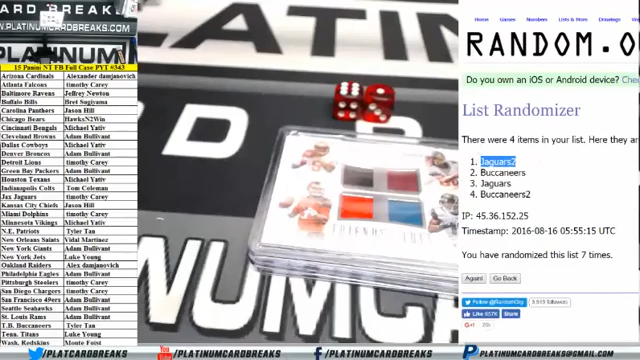 WWW.PLATINUMCARDBREAKS.COM
PLATINUM
15 Panini NT FB Full Case PYT #343
Arizona Cardinals Alexander damjanovich
Atlanta Falcons timothy Carey
Baltimore Ravens Jeffrey Newton
Buffalo Bills Bret Sugiyama
Carolina Panthers Jason Hill
Chicago Bears HawksN2Win
Cincinnati Bengals Michael Yativ
Cleveland Browns Adam Bullivant
Dallas Cowboys Michael Yativ
Denver Broncos Adam Bullivant
Detroit Lions timothy Carey
Green Bay Packers Adam Bullivant
Houston Texans Michael Yativ
Indianapolis Colts Tom Coleman
Jax Jaguars timothy Carey
Kansas City Chiefs Jason Hill
Miami Dolphins timothy Carey
Minnesota Vikings Michael Yativ
N.E. Patriots Tyler Tan
New Orleans Saints Vidal Martinez
New York Giants Adam Bullivant
New York Jets Luke Young
Oakland Raiders Alex damjanovich
Philadelphia Eagles Adam Bullivant
Pittsburgh Steelers timothy Carey
San Diego Chargers timothy Carey
San Francisco 49ers Adam Bullivant
Seattle Seahawks Adam Bullivant
St. Louis Rams Adam Bullivant
T.B. Buccaneers Tyler Tan
Tenn. Titans Luke Young
Wash. Redskins Monte Foist
Home Games Numbers Lists & More Drawings
RANDOM.O
Do you own an iOS or Android device? Che
List Randomizer
There were 4 items in your list. Here they ar
1. Jaguars2
2. Buccaneers
3. Jaguars
4. Buccaneers2
IP: 45.36.152.25
Timestamp: 2016-08-16 05:55:15 UTC
You have randomized this list 7 times.
Again! Go Back
Follow @RandomOrg
Like
/PLATCARDBREAKS /PLATINUMCARDBREAKS /PLATINUMCARDBREAKS @PLATCARDBREAKS PLATINUMCARDBREAKS@GMAIL.COM